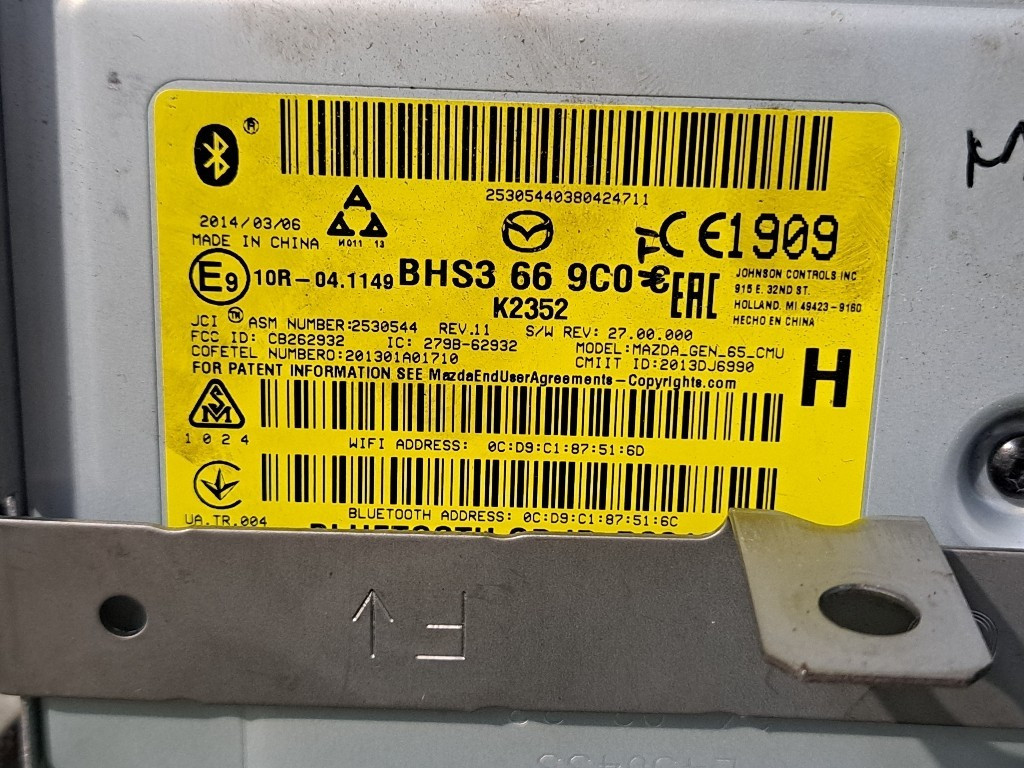 ®
25305440380424711
2014/03/06
MADE IN CHINA
A
N011 13
CE1909
E9 10R-04.1149
BHS3 66 9C0
K2352
EAC
JOHNSON CONTROLS INC
915 E. 32ND ST.
HOLLAND, MI 49423-9160
HECHO EN CHINA
JCI™ ASM NUMBER:2530544 REV.11 S/W REV: 27.00.000
FCC ID: CB262932 IC: 279B-62932 MODEL:MAZDA_GEN_65_CMU
COFETEL NUMBERO:201301A01710 CMIIT ID:2013DJ6990
FOR PATENT INFORMATION SEE MazdaEndUserAgreements-Copyrights.com
H
SM
1024
WIFI ADDRESS: 0C:D9:C1:87:51:6D
BLUETOOTH ADDRESS: 0C:D9:C1:87:51:6C
UA.TR.004
F